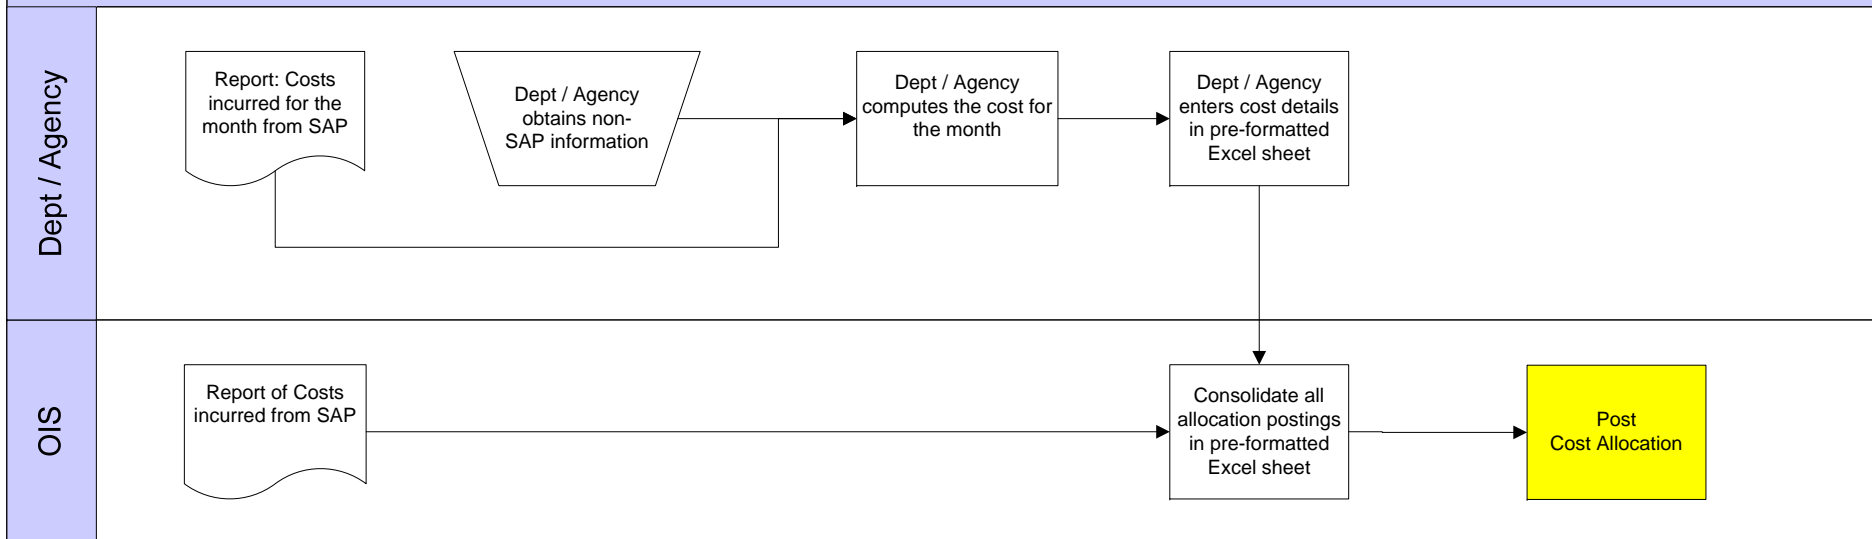 Dept / Agency
Report: Costs
incurred for the
month from SAP
Dept / Agency
obtains non-
SAP information
Dept / Agency
computes the cost for
the month
Dept / Agency
enters cost details
in pre-formatted
Excel sheet
OIS
Report of Costs
incurred from SAP
Consolidate all
allocation postings
in pre-formatted
Excel sheet
Post
Cost Allocation